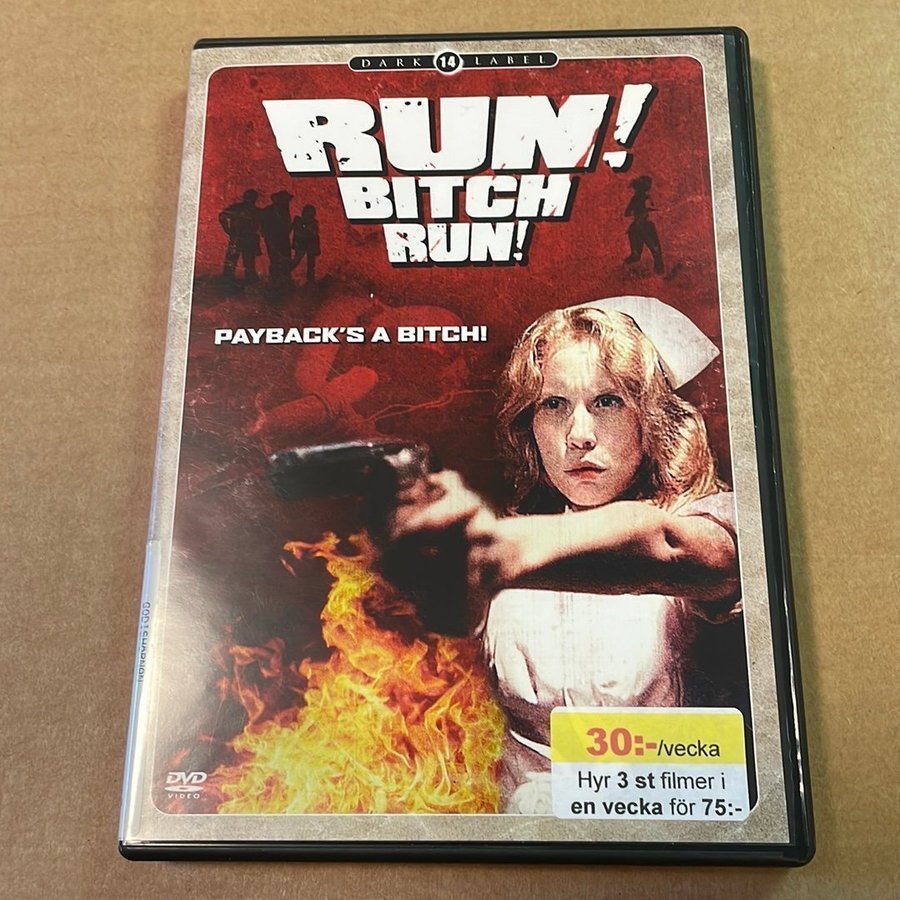 DARK 14 LABEL
RUN!
BITCH
RUN!
PAYBACK'S A BITCH!
GODISHARNAN
DVD
VIDEO
30:-/vecka
Hyr 3 st filmer i
en vecka för 75:-